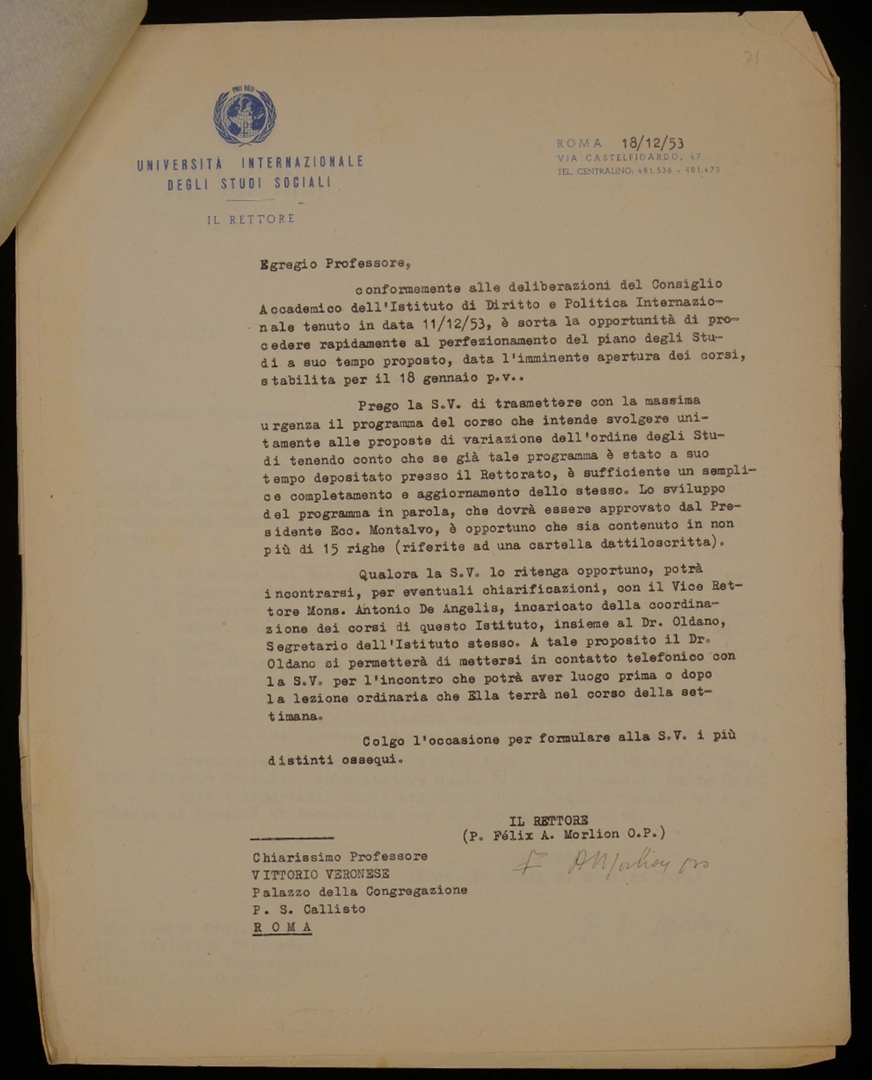 71
PRO DEO
UNIVERSITÀ INTERNAZIONALE
DEGLI STUDI SOCIALI
IL RETTORE
ROMA 18/12/53
VIA CASTELFIDARDO, 47
TEL. CENTRALINO: 481.536 - 481.473
Egregio Professore,
conformemente alle deliberazioni del Consiglio
Accademico dell'Istituto di Diritto e Politica Internazio-
nale tenuto in data 11/12/53, è sorta la opportunità di pro-
cedere rapidamente al perfezionamento del piano degli Stu-
di a suo tempo proposto, data l'imminente apertura dei corsi,
stabilita per il 18 gennaio p.v..
Prego la S.V. di trasmettere con la massima
urgenza il programma del corso che intende svolgere uni-
tamente alle proposte di variazione dell'ordine degli Stu-
di tenendo conto che se già tale programma è stato a suo
tempo depositato presso il Rettorato, è sufficiente un sempli-
ce completamento e aggiornamento dello stesso. Lo sviluppo
del programma in parola, che dovrà essere approvato dal Pre-
sidente Ecc. Montalvo, è opportuno che sia contenuto in non
più di 15 righe (riferite ad una cartella dattiloscritta).
Qualora la S.V. lo ritenga opportuno, potrà
incontrarsi, per eventuali chiarificazioni, con il Vice Ret-
tore Mons. Antonio De Angelis, incaricato della coordina-
zione dei corsi di questo Istituto, insieme al Dr. Oldano,
Segretario dell'Istituto stesso. A tale proposito il Dr.
Oldano si permetterà di mettersi in contatto telefonico con
la S.V. per l'incontro che potrà aver luogo prima o dopo
la lezione ordinaria che Ella terrà nel corso della set-
timana.
Colgo l'occasione per formulare alla S.V. i più
distinti ossequi.
IL RETTORE
(P. Félix A. Morlion O.P.)
F A Morlion
Chiarissimo Professore
VITTORIO VERONESE
Palazzo della Congregazione
P. S. Callisto
R O M A